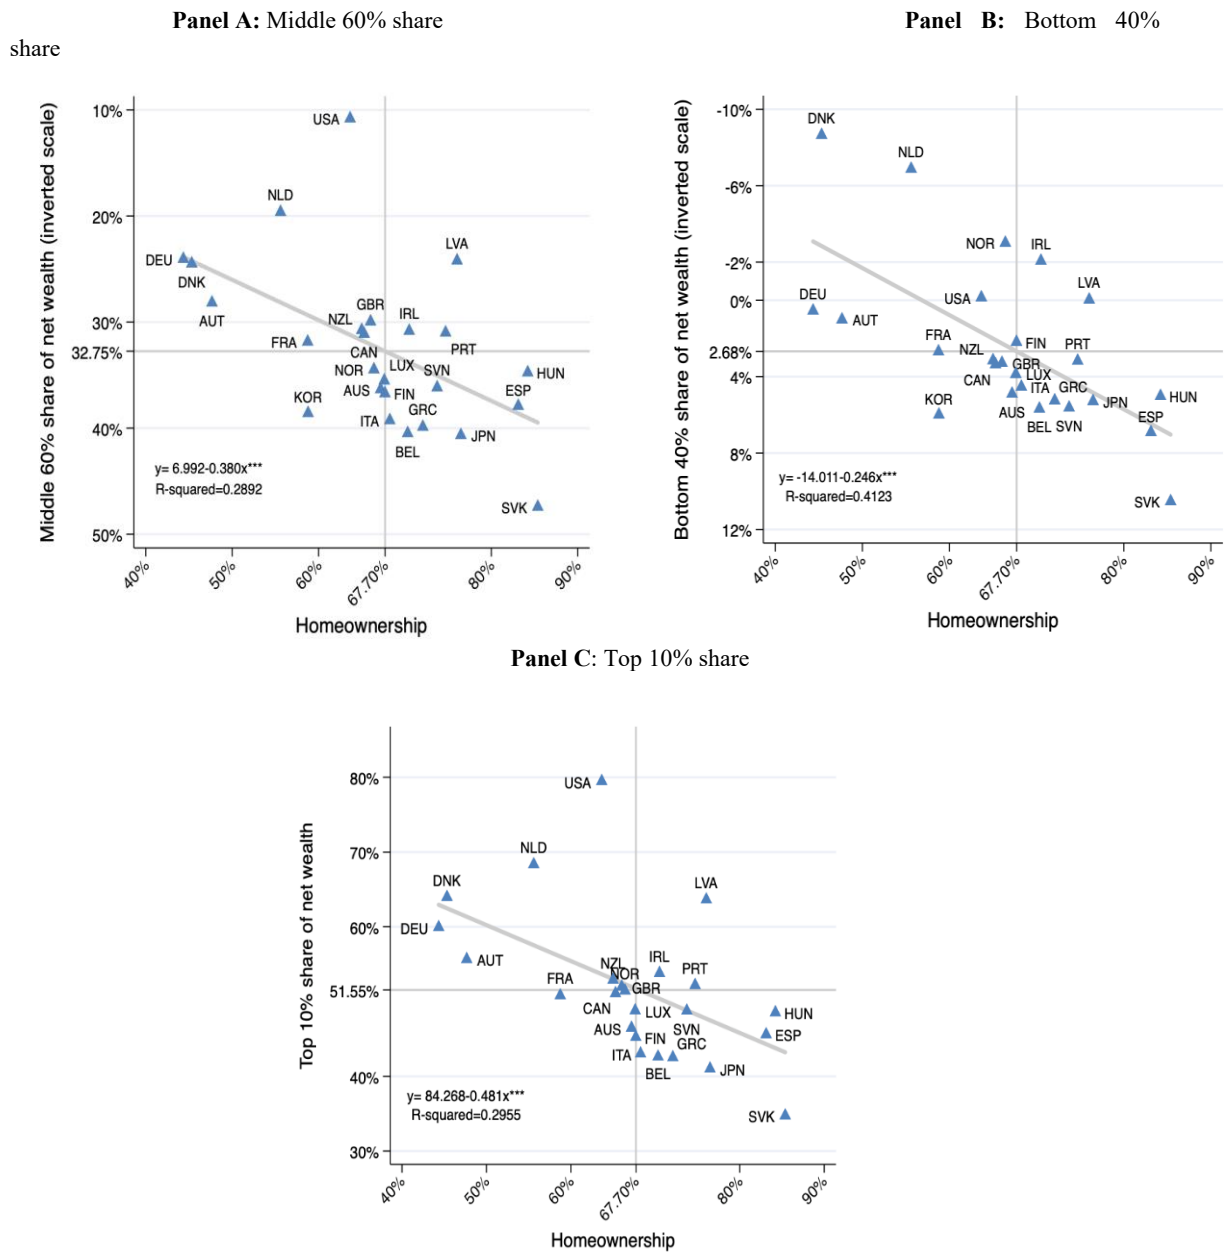 Panel A: Middle 60% share
Panel B: Bottom 40%
share
Middle 60% share of net wealth (inverted scale)
10%
20%
30%
32.75%
40%
50%
USA
NLD
LVA
DEU
DNK
AUT
GBR
NZL
IRL
FRA
PRT
CAN
NOR
LUX
SVN
HUN
AUS
FIN
ESP
KOR
GRC
ITA
BEL
JPN
SVK
y= 6.992-0.380x***
R-squared=0.2892
40%
50%
60%
67.70%
80%
90%
Homeownership
Bottom 40% share of net wealth (inverted scale)
-10%
-6%
-2%
0%
2.68%
4%
8%
12%
DNK
NLD
NOR
IRL
LVA
DEU
USA
AUT
FRA
FIN
PRT
NZL
GBR
CAN
LUX
ITA
GRC
KOR
AUS
JPN
HUN
BEL
SVN
ESP
SVK
y= -14.011-0.246x***
R-squared=0.4123
40%
50%
60%
67.70%
80%
90%
Homeownership
Panel C: Top 10% share
Top 10% share of net wealth
80%
70%
60%
51.55%
40%
30%
USA
NLD
DNK
LVA
DEU
AUT
NZL
IRL
NOR
PRT
FRA
GBR
CAN
LUX
HUN
AUS
SVN
ESP
FIN
GRC
ITA
BEL
JPN
SVK
y= 84.268-0.481x***
R-squared=0.2955
40%
50%
60%
67.70%
80%
90%
Homeownership